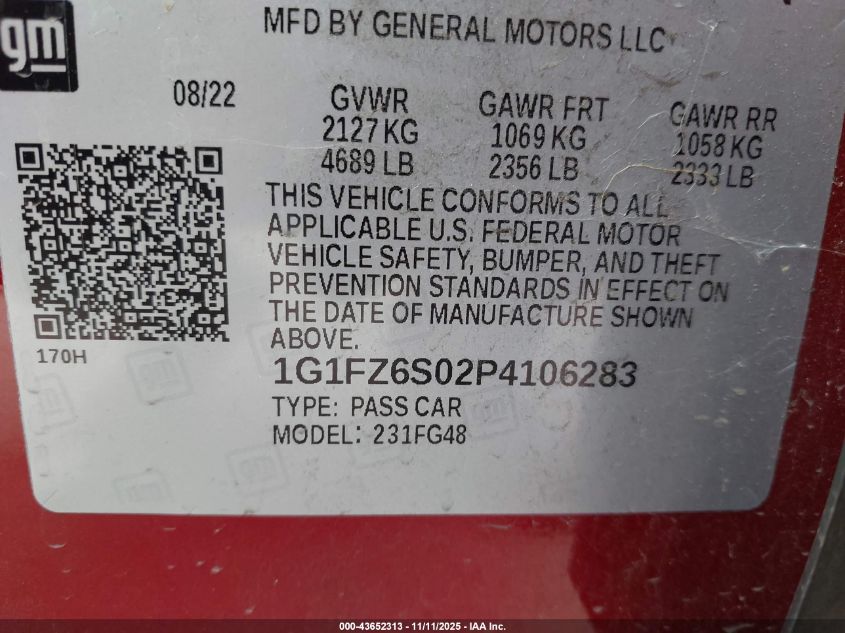 gm
MFD BY GENERAL MOTORS LLC
08/22
GVWR
2127 KG
4689 LB
GAWR FRT
1069 KG
2356 LB
GAWR RR
1058 KG
2333 LB
THIS VEHICLE CONFORMS TO ALL
APPLICABLE U.S. FEDERAL MOTOR
VEHICLE SAFETY, BUMPER, AND THEFT
PREVENTION STANDARDS IN EFFECT ON
THE DATE OF MANUFACTURE SHOWN
ABOVE.
170H
1G1FZ6S02P4106283
TYPE: PASS CAR
MODEL: 231FG48
000-43652313 - 11/11/2025 - IAA Inc.